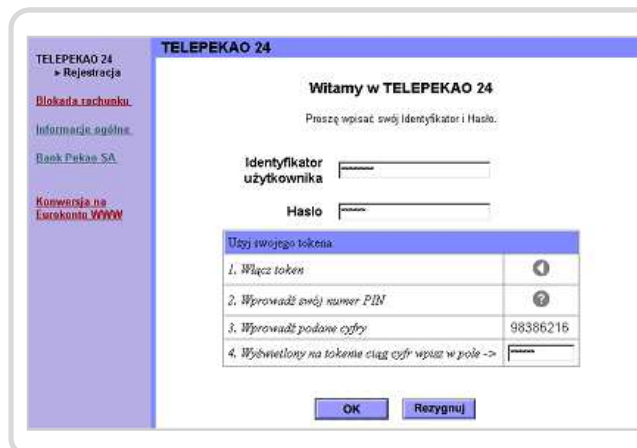 TELEPEKAO 24
▸ Rejestracja
Blokada rachunku
Informacje ogólne
Bank Pekao SA
Konwersja na
Eurokonto WWW
TELEPEKAO 24
Witamy w TELEPEKAO 24
Proszę wpisać swój Identyfikator i Hasło.
Identyfikator
użytkownika
Hasło
Użyj swojego tokena
1. Włącz token
2. Wprowadź swój numer PIN
3. Wprowadź podane cyfry 98386216
4. Wyświetlony na tokenie ciąg cyfr wpisz w pole ->
OK Rezygnuj